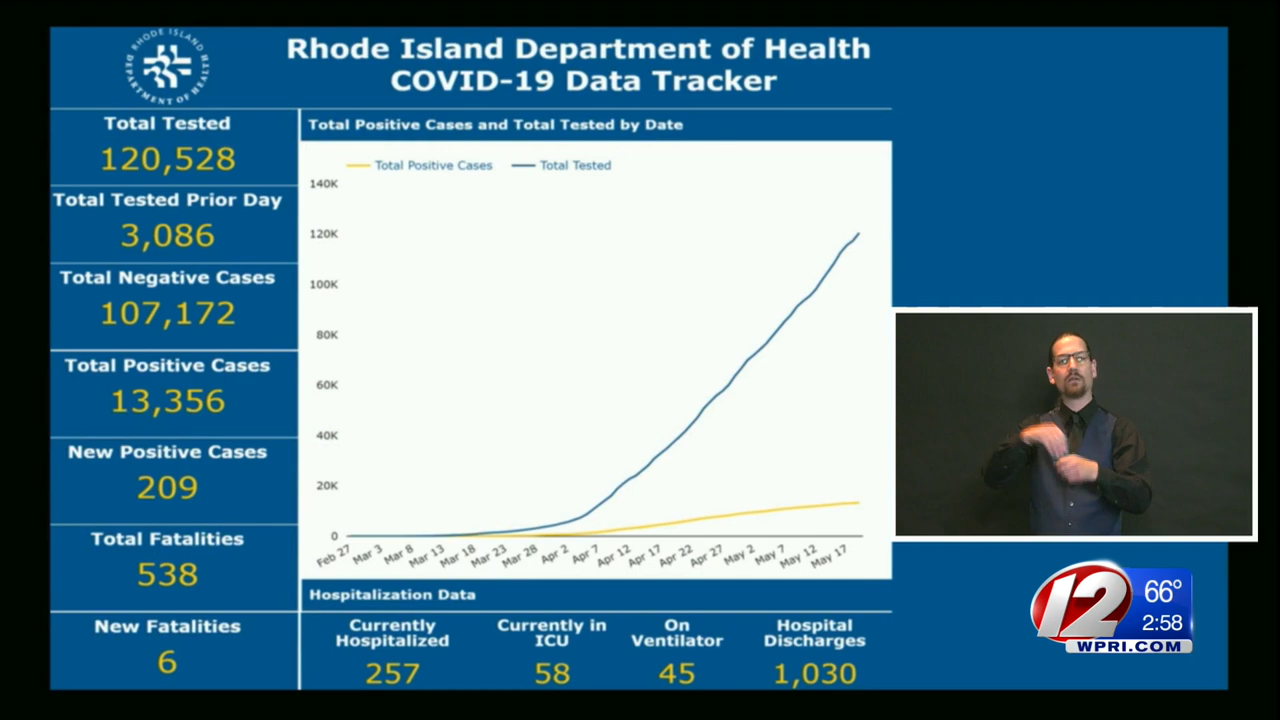 RHODE ISLAND
DEPARTMENT OF HEALTH
Rhode Island Department of Health
COVID-19 Data Tracker
Total Tested
120,528
Total Tested Prior Day
3,086
Total Negative Cases
107,172
Total Positive Cases
13,356
New Positive Cases
209
Total Fatalities
538
New Fatalities
6
Total Positive Cases and Total Tested by Date
Total Positive Cases
Total Tested
140K
120K
100K
80K
60K
40K
20K
0
Feb 27
Mar 3
Mar 8
Mar 13
Mar 18
Mar 23
Mar 28
Apr 2
Apr 7
Apr 12
Apr 17
Apr 22
Apr 27
May 2
May 7
May 12
May 17
Hospitalization Data
Currently
Hospitalized
257
Currently in
ICU
58
On
Ventilator
45
Hospital
Discharges
1,030
12
66°
2:58
WPRI.COM